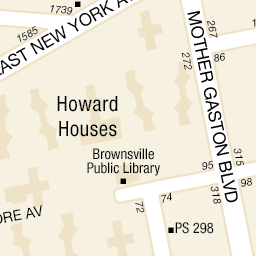 1739
EAST NEW YORK AV
1585
MOTHER GASTON BLVD
272
86
Howard
Houses
Brownsville
Public Library
95
315
74
318
72
ORE AV
PS 298